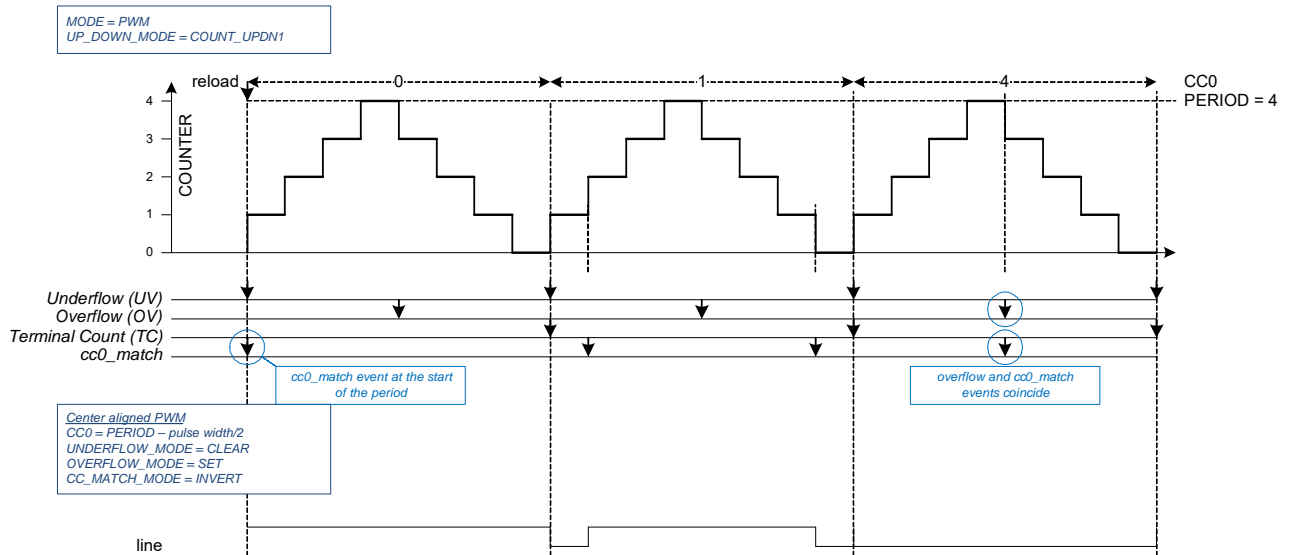 MODE = PWM
UP_DOWN_MODE = COUNT_UPDN1
reload
0
1
4
CC0
PERIOD = 4
4
3
2
1
0
COUNTER
Underflow (UV)
Overflow (OV)
Terminal Count (TC)
cc0_match
cc0_match event at the start
of the period
overflow and cc0_match
events coincide
Center aligned PWM
CC0 = PERIOD – pulse width/2
UNDERFLOW_MODE = CLEAR
OVERFLOW_MODE = SET
CC_MATCH_MODE = INVERT
line